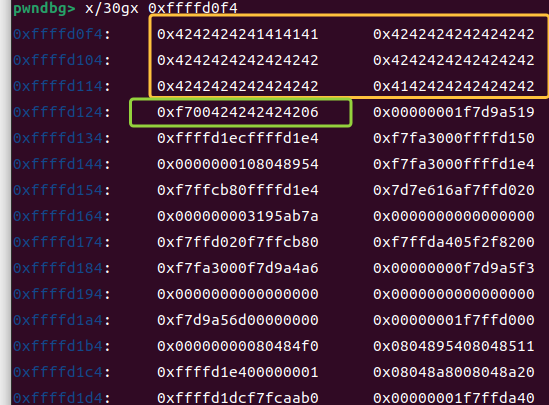 pwndbg> x/30gx 0xffffd0f4
0xffffd0f4: 0x4242424241414141 0x4242424242424242
0xffffd104: 0x4242424242424242 0x4242424242424242
0xffffd114: 0x4242424242424242 0x4142424242424242
0xffffd124: 0xf700424242424206 0x00000001f7d9a519
0xffffd134: 0xffffd1ecffffd1e4 0xf7fa3000ffffd150
0xffffd144: 0x0000000108048954 0xf7fa3000ffffd1e4
0xffffd154: 0xf7ffcb80ffffd1e4 0x7d7e616af7ffd020
0xffffd164: 0x000000003195ab7a 0x0000000000000000
0xffffd174: 0xf7ffd020f7ffcb80 0xf7ffda405f2f8200
0xffffd184: 0xf7fa3000f7d9a4a6 0x00000000f7d9a5f3
0xffffd194: 0x0000000000000000 0x0000000000000000
0xffffd1a4: 0xf7d9a56d00000000 0x00000001f7ffd000
0xffffd1b4: 0x00000000080484f0 0x0804895408048511
0xffffd1c4: 0xffffd1e400000001 0x08048a8008048a20
0xffffd1d4: 0xffffd1dcf7fcaab0 0x00000001f7ffda40